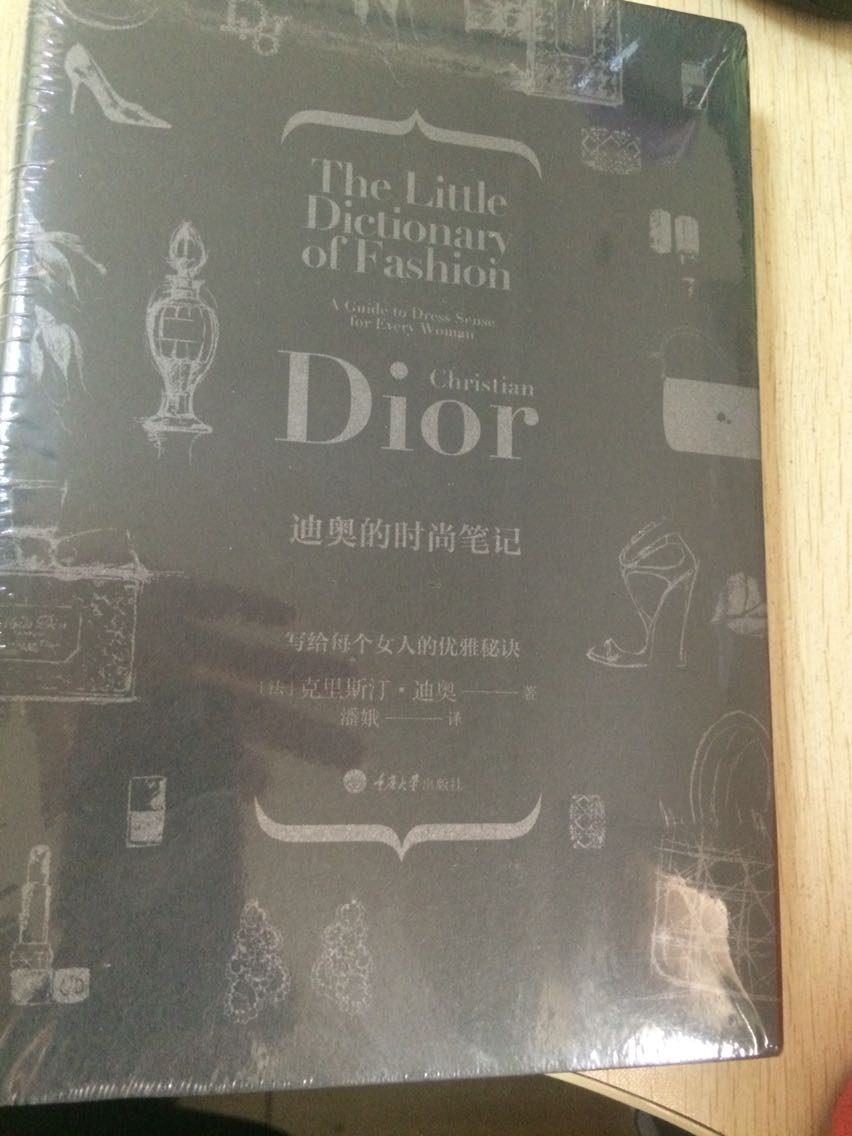 Dior
The Little
Dictionary
of Fashion
A Guide to Dress Sense
for Every Woman
Christian
Dior
迪奥的时尚笔记
写给每个女人的优雅秘诀
[法]克里斯汀·迪奥——著
潘娥——译
重庆大学出版社
CD